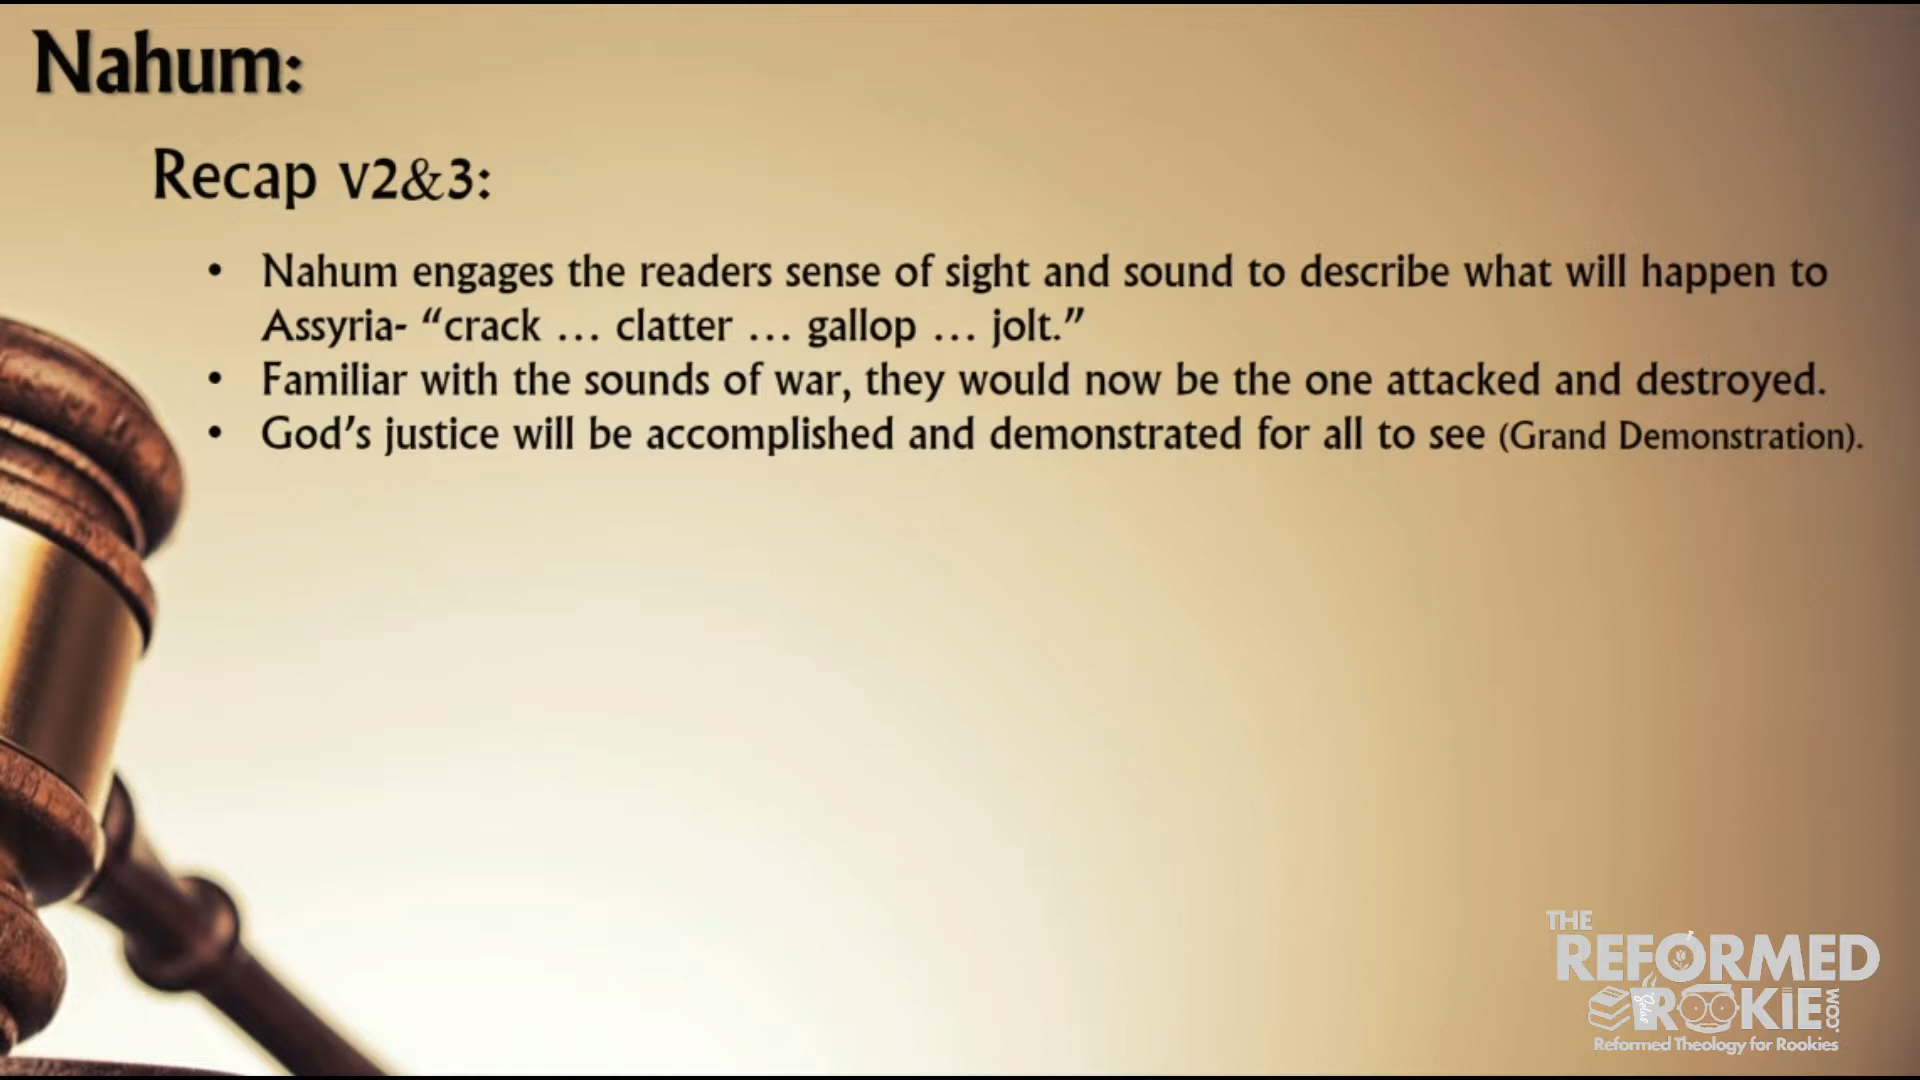 Nahum:
Recap v2&3:
• Nahum engages the readers sense of sight and sound to describe what will happen to
Assyria- “crack … clatter … gallop … jolt.”
• Familiar with the sounds of war, they would now be the one attacked and destroyed.
• God’s justice will be accomplished and demonstrated for all to see (Grand Demonstration).
THE
REFORMED
ROOKIE
.COM
Solas
Reformed Theology for Rookies